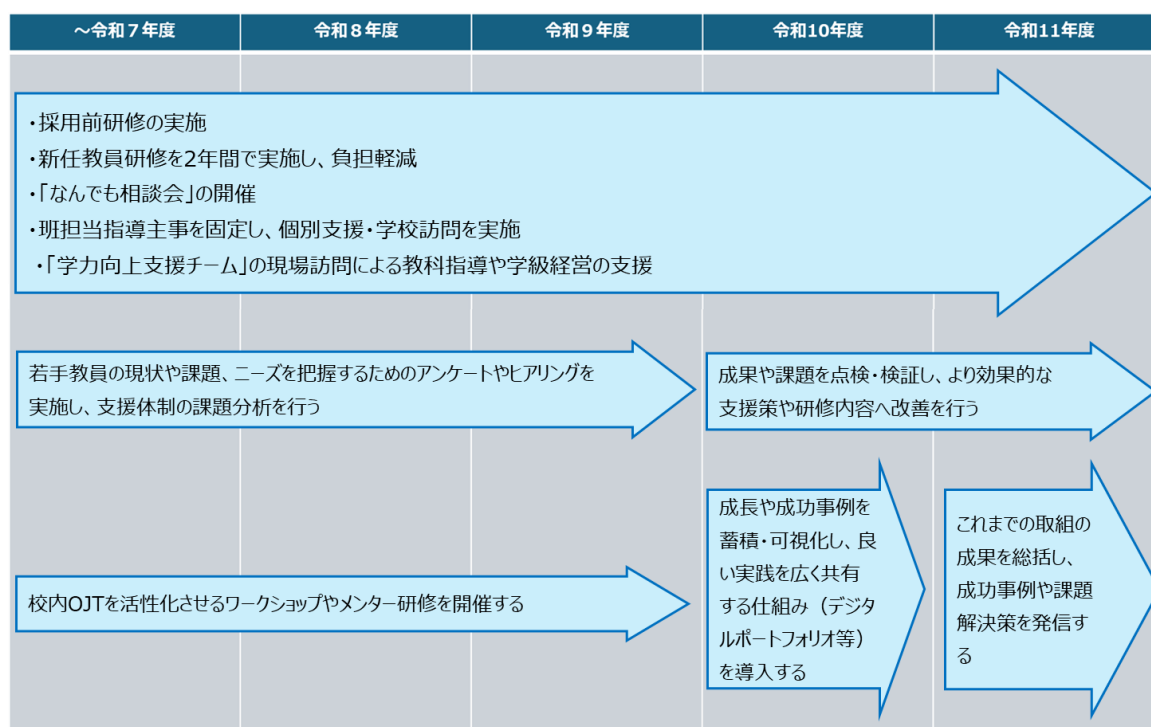 ～令和７年度
令和８年度
令和９年度
令和10年度
令和11年度
・採用前研修の実施
・新任教員研修を2年間で実施し、負担軽減
・「なんでも相談会」の開催
・班担当指導主事を固定し、個別支援・学校訪問を実施
・「学力向上支援チーム」の現場訪問による教科指導や学級経営の支援
若手教員の現状や課題、ニーズを把握するためのアンケートやヒアリングを
実施し、支援体制の課題分析を行う
成果や課題を点検・検証し、より効果的な
支援策や研修内容へ改善を行う
校内OJTを活性化させるワークショップやメンター研修を開催する
成長や成功事例を
蓄積・可視化し、良
い実践を広く共有
する仕組み（デジタ
ルポートフォリオ等）
を導入する
これまでの取組の
成果を総括し、
成功事例や課題
解決策を発信す
る